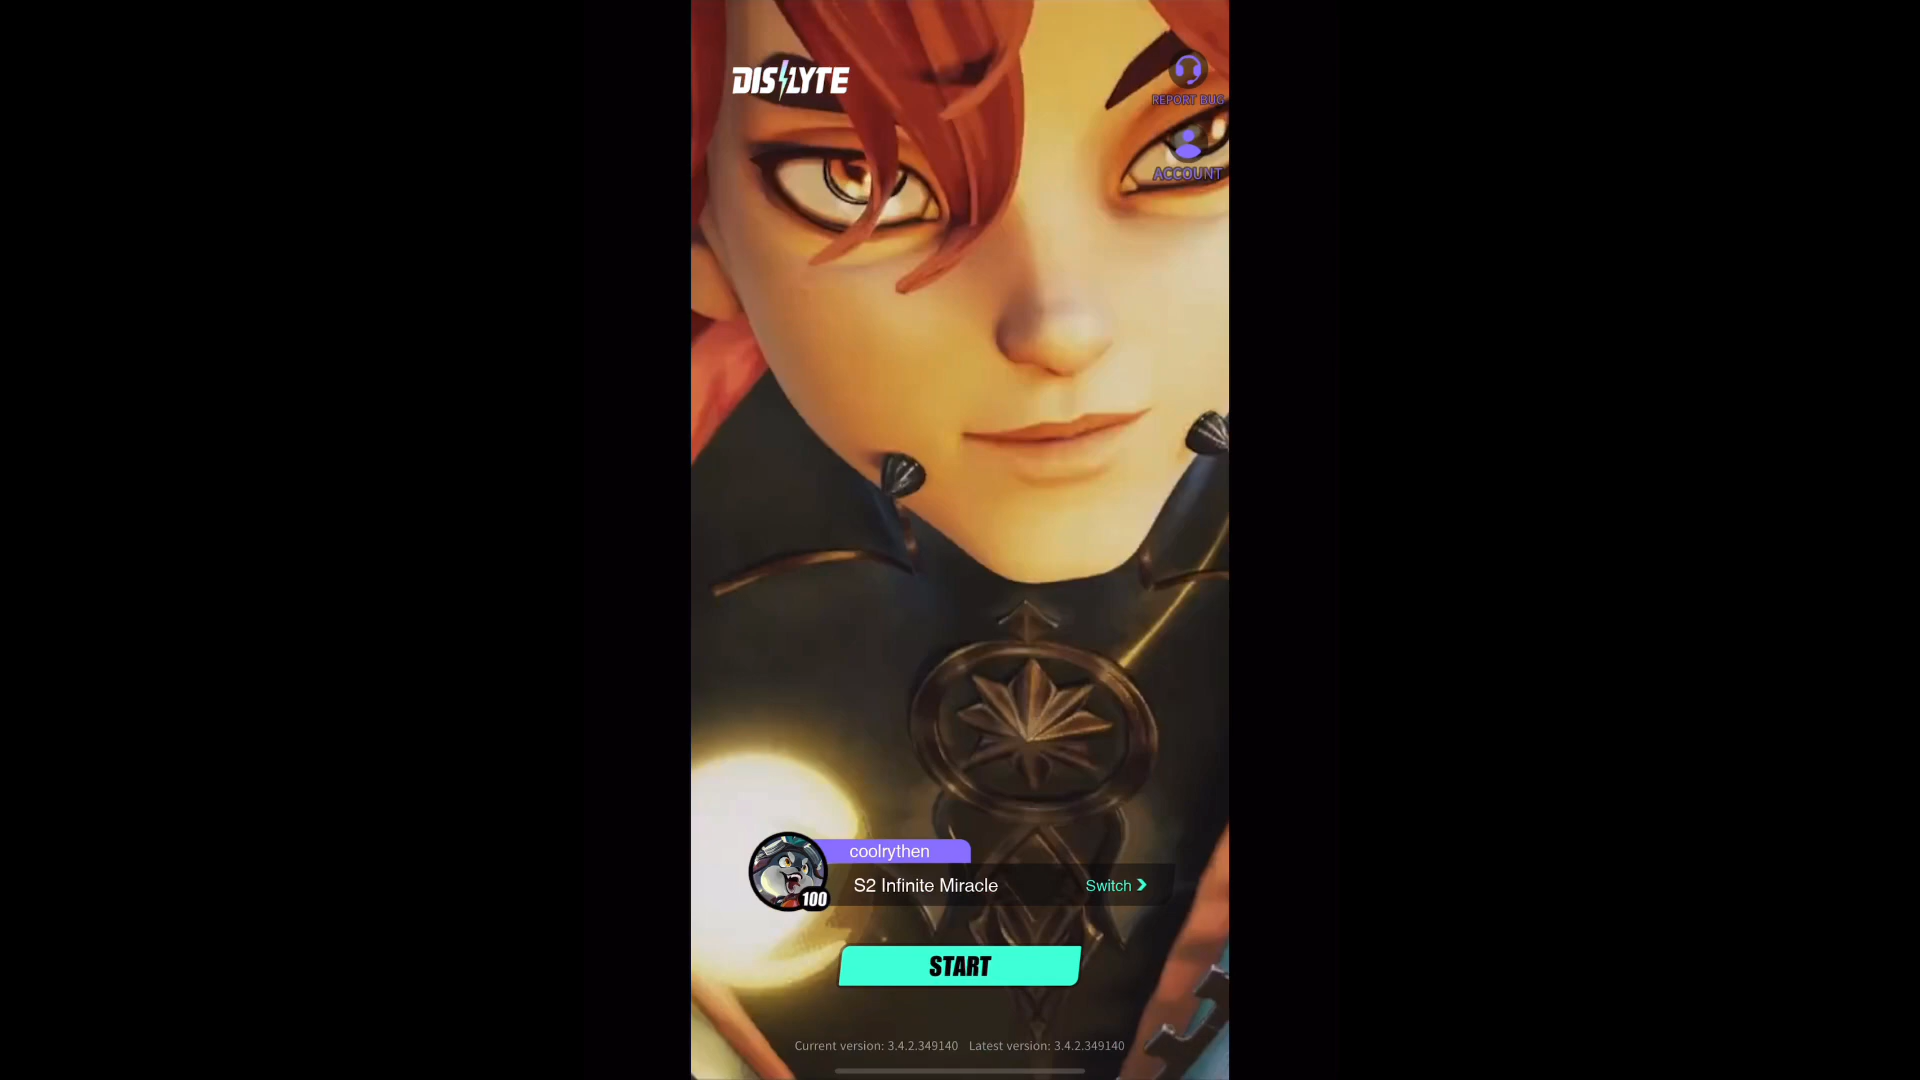 DISLYTE
REPORT BUG
ACCOUNT
coolrythen
100
S2 Infinite Miracle
Switch
START
Current version: 3.4.2.349140 Latest version: 3.4.2.349140